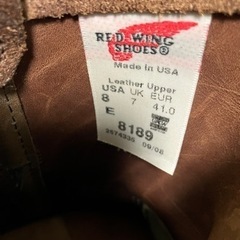 RED WING
SHOES®
Made in USA
Leather Upper
USA UK EUR
8 7 41.0
E
8189
09/08